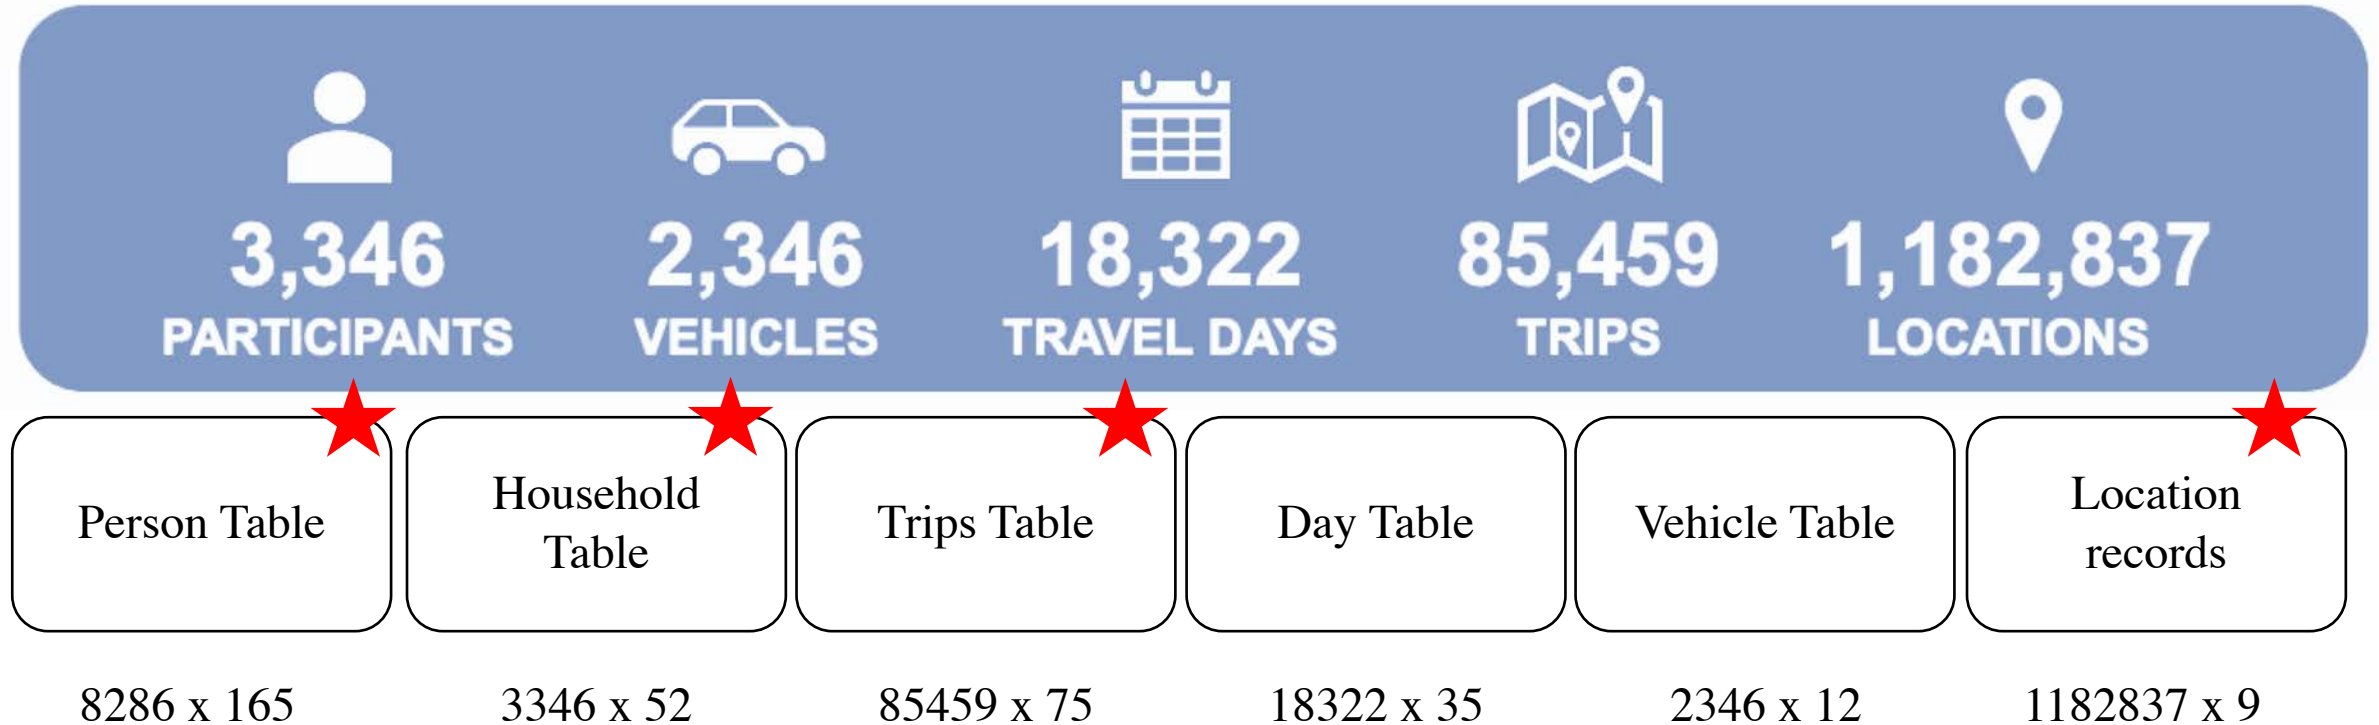 3,346 2,346 18,322 85,459 1,182,837
PARTICIPANTS VEHICLES TRAVEL DAYS TRIPS LOCATIONS
Person Table
Household
Table
Trips Table
Day Table
Vehicle Table
Location
records
8286 x 165 3346 x 52 85459 x 75 18322 x 35 2346 x 12 1182837 x 9